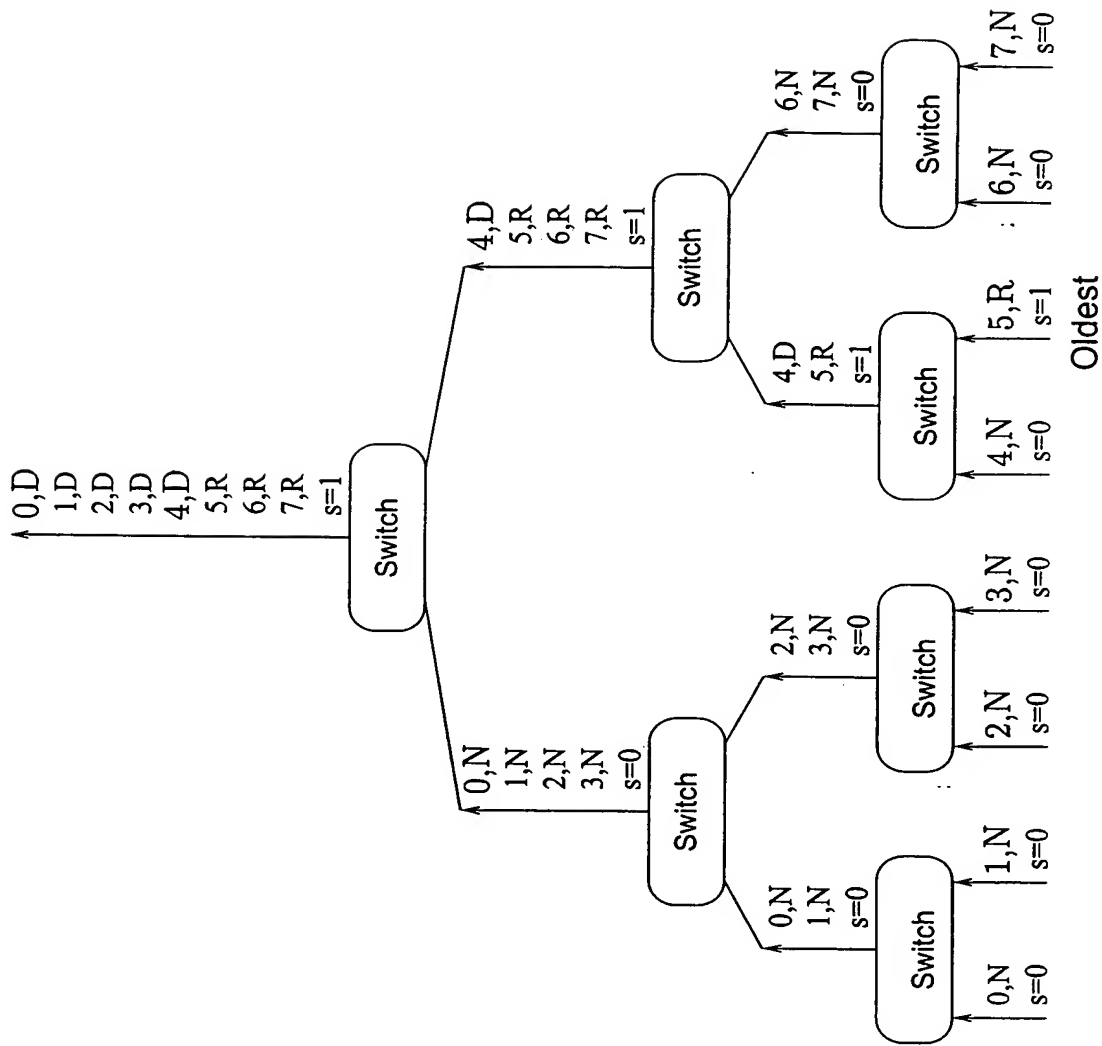 0,D
1,D
2,D
3,D
4,D
5,R
6,R
7,R
s=1
Switch
0,N
1,N
2,N
3,N
s=0
4,D
5,R
6,R
7,R
s=1
Switch
Switch
0,N
1,N
s=0
2,N
3,N
s=0
4,D
5,R
s=1
6,N
7,N
s=0
Switch
Switch
Switch
Switch
0,N
s=0
1,N
s=0
2,N
s=0
3,N
s=0
4,N
s=0
5,R
s=1
6,N
s=0
7,N
s=0
Oldest